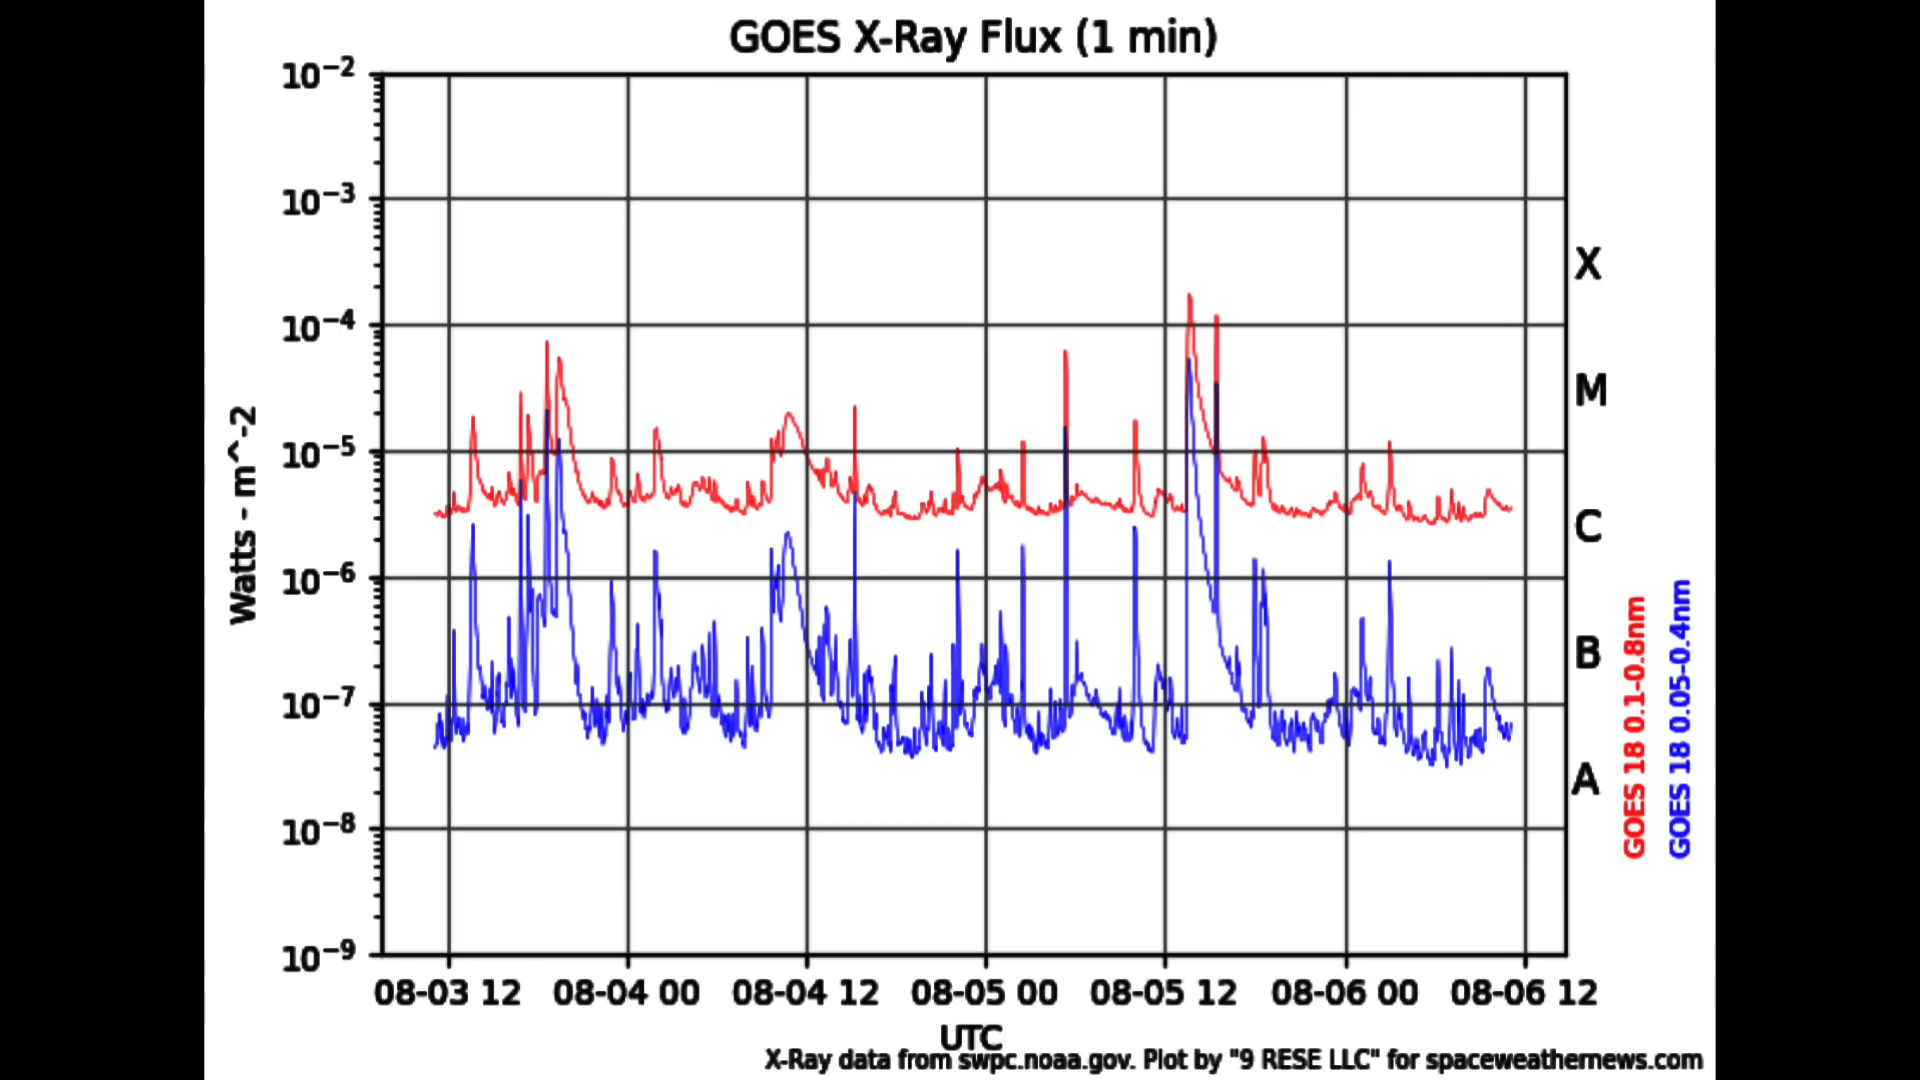 GOES X-Ray Flux (1 min)
10−2
10−3
10−4
10−5
10−6
10−7
10−8
10−9
Watts - m^-2
X
M
C
B
A
GOES 18 0.1-0.8nm
GOES 18 0.05-0.4nm
08-03 12 08-04 00 08-04 12 08-05 00 08-05 12 08-06 00 08-06 12
UTC
X-Ray data from swpc.noaa.gov. Plot by "9 RESE LLC" for spaceweathernews.com